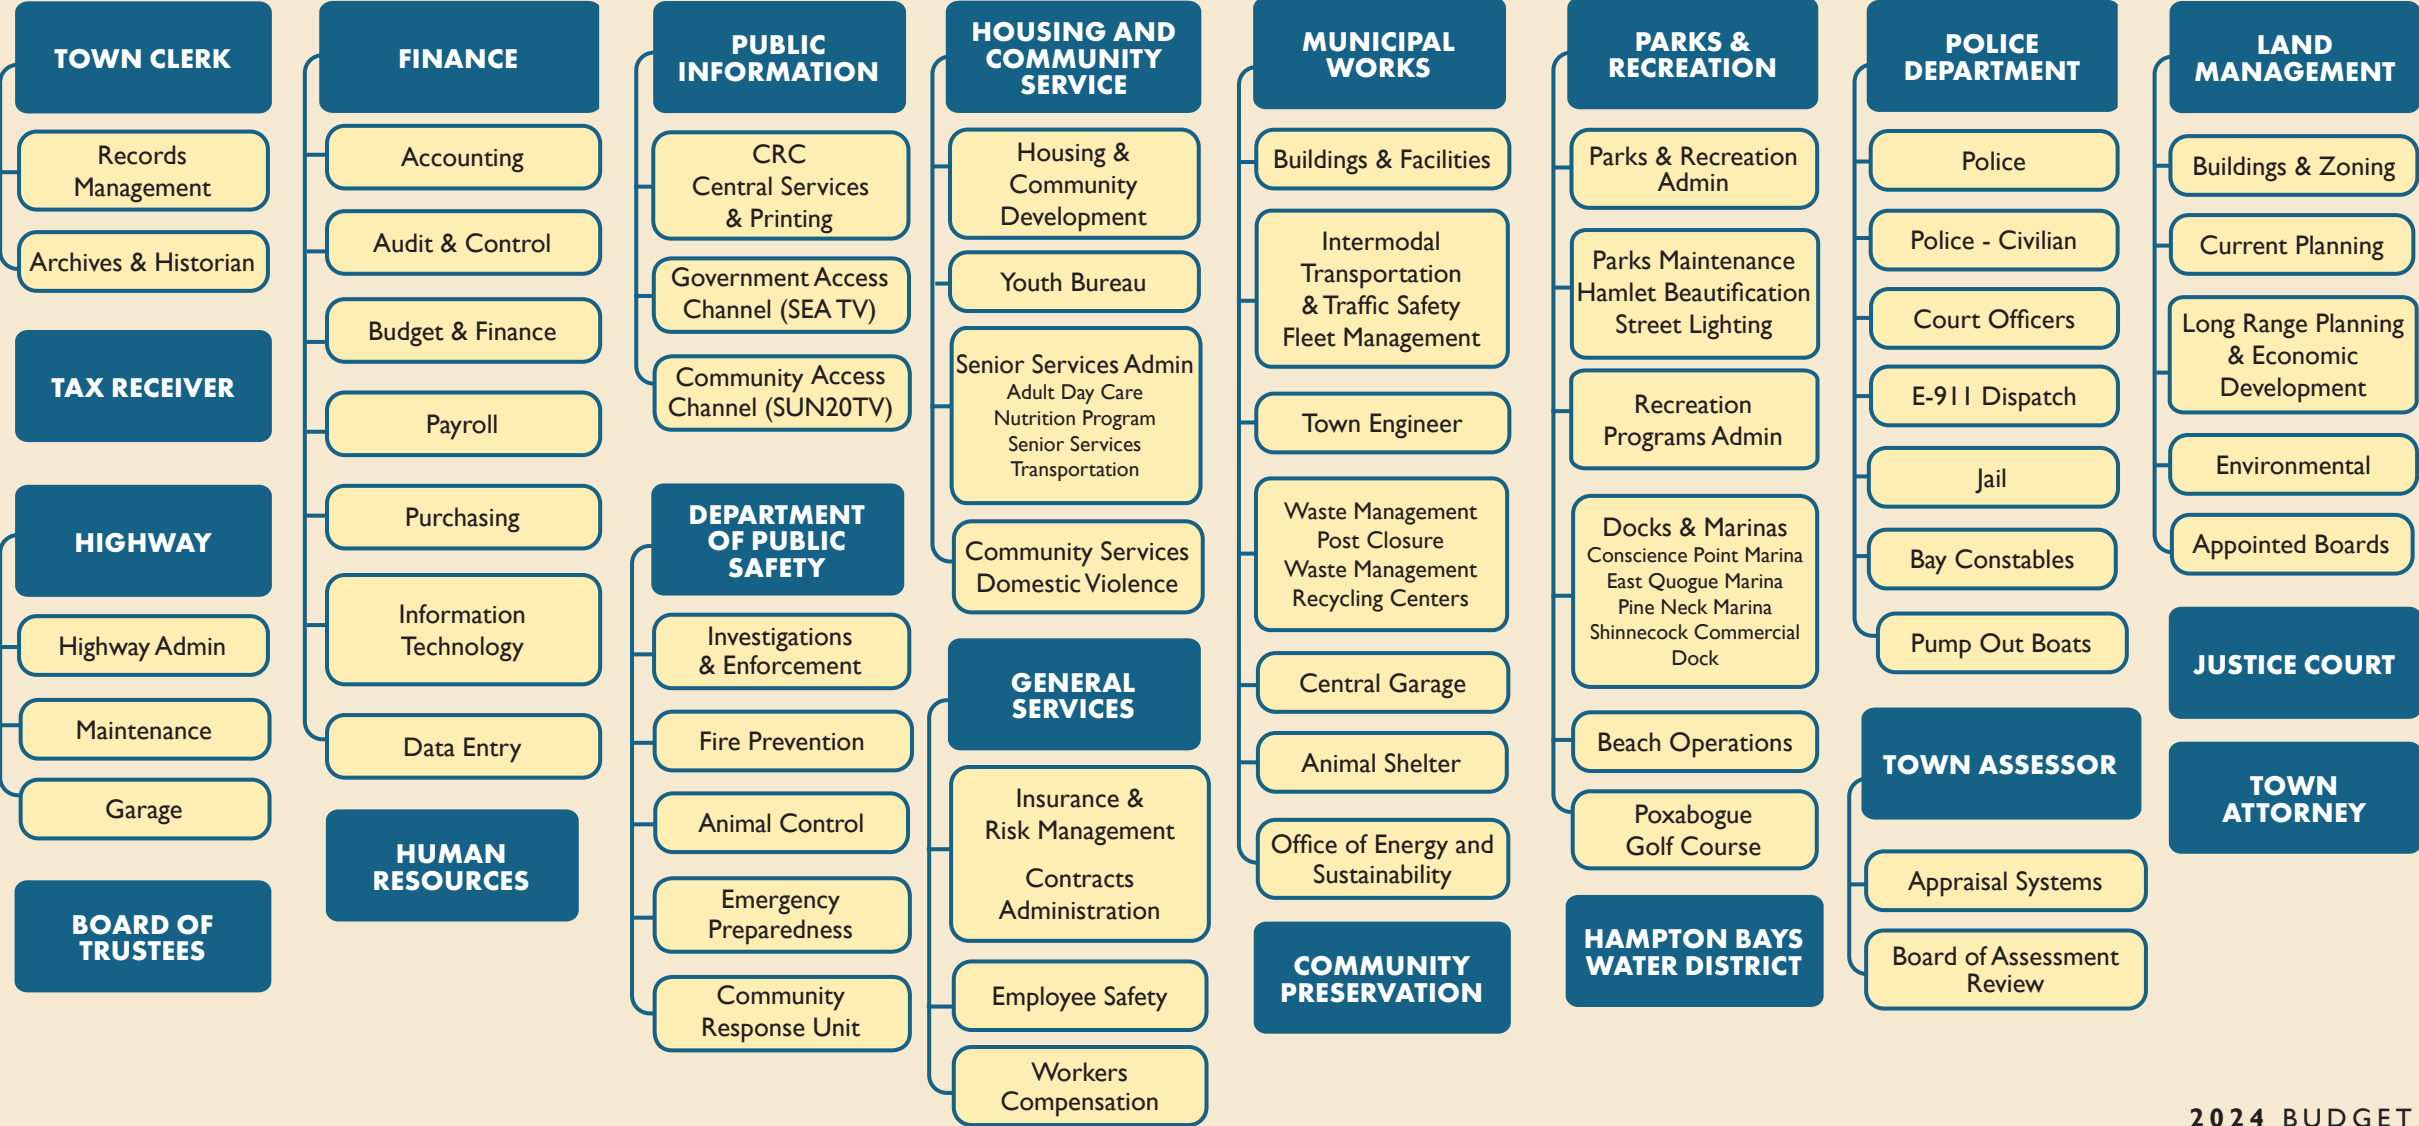 TOWN CLERK
Records
Management
Archives & Historian
TAX RECEIVER
HIGHWAY
Highway Admin
Maintenance
Garage
BOARD OF
TRUSTEES
FINANCE
Accounting
Audit & Control
Budget & Finance
Payroll
Purchasing
Information
Technology
Data Entry
HUMAN
RESOURCES
PUBLIC
INFORMATION
CRC
Central Services
& Printing
Government Access
Channel (SEA TV)
Community Access
Channel (SUN20TV)
DEPARTMENT
OF PUBLIC
SAFETY
Investigations
& Enforcement
Fire Prevention
Animal Control
Emergency
Preparedness
Community
Response Unit
HOUSING AND
COMMUNITY
SERVICE
Housing &
Community
Development
Youth Bureau
Senior Services Admin
Adult Day Care
Nutrition Program
Senior Services
Transportation
Community Services
Domestic Violence
GENERAL
SERVICES
Insurance &
Risk Management
Contracts
Administration
Employee Safety
Workers
Compensation
MUNICIPAL
WORKS
Buildings & Facilities
Intermodal
Transportation
& Traffic Safety
Fleet Management
Town Engineer
Waste Management
Post Closure
Waste Management
Recycling Centers
Central Garage
Animal Shelter
Office of Energy and
Sustainability
COMMUNITY
PRESERVATION
PARKS &
RECREATION
Parks & Recreation
Admin
Parks Maintenance
Hamlet Beautification
Street Lighting
Recreation
Programs Admin
Docks & Marinas
Conscience Point Marina
East Quogue Marina
Pine Neck Marina
Shinnecock Commercial
Dock
Beach Operations
Poxabogue
Golf Course
HAMPTON BAYS
WATER DISTRICT
POLICE
DEPARTMENT
Police
Police - Civilian
Court Officers
E-911 Dispatch
Jail
Bay Constables
Pump Out Boats
TOWN ASSESSOR
Appraisal Systems
Board of Assessment
Review
LAND
MANAGEMENT
Buildings & Zoning
Current Planning
Long Range Planning
& Economic
Development
Environmental
Appointed Boards
JUSTICE COURT
TOWN
ATTORNEY
2024 BUDGET